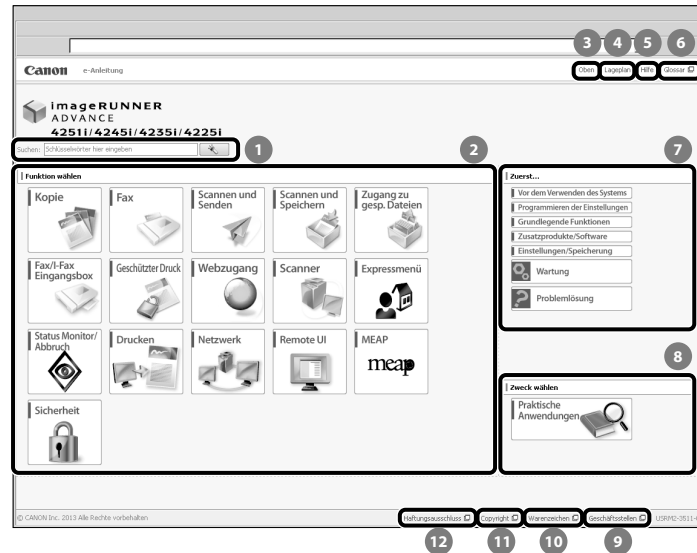 3 4 5 6
Canon e-Anleitung
Oben Lageplan Hilfe Glossar
imageRUNNER
ADVANCE
4251i/4245i/4235i/4225i
Suchen: Schlüsselwörter hier eingeben
1
2
7
Funktion wählen
Kopie
Fax
Scannen und
Senden
Scannen und
Speichern
Zugang zu
gesp. Dateien
Fax/I-Fax
Eingangsbox
Geschützter Druck
Webzugang
Scanner
Expressmenü
Status Monitor/
Abbruch
Drucken
Netzwerk
Remote UI
MEAP
meap
Sicherheit
Zuerst...
Vor dem Verwenden des Systems
Programmieren der Einstellungen
Grundlegende Funktionen
Zusatzprodukte/Software
Einstellungen/Speicherung
Wartung
Problemlösung
8
Zweck wählen
Praktische
Anwendungen
© CANON Inc. 2013 Alle Rechte vorbehalten
Haftungsausschluss Copyright Warenzeichen Geschäftsstellen
12 11 10 9